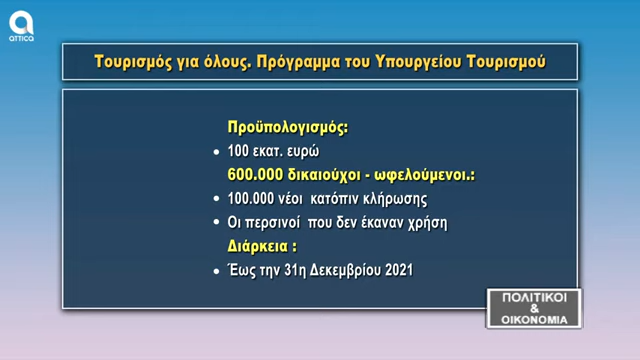 αττιca
Τουρισμός για όλους. Πρόγραμμα του Υπουργείου Τουρισμού
Προϋπολογισμός:
• 100 εκατ. ευρώ
600.000 δικαιούχοι - ωφελούμενοι.:
• 100.000 νέοι κατόπιν κλήρωσης
• Οι περσινοί που δεν έκαναν χρήση
Διάρκεια :
• Έως την 31η Δεκεμβρίου 2021
ΠΟΛΙΤΙΚΟΙ
&
ΟΙΚΟΝΟΜΙΑ